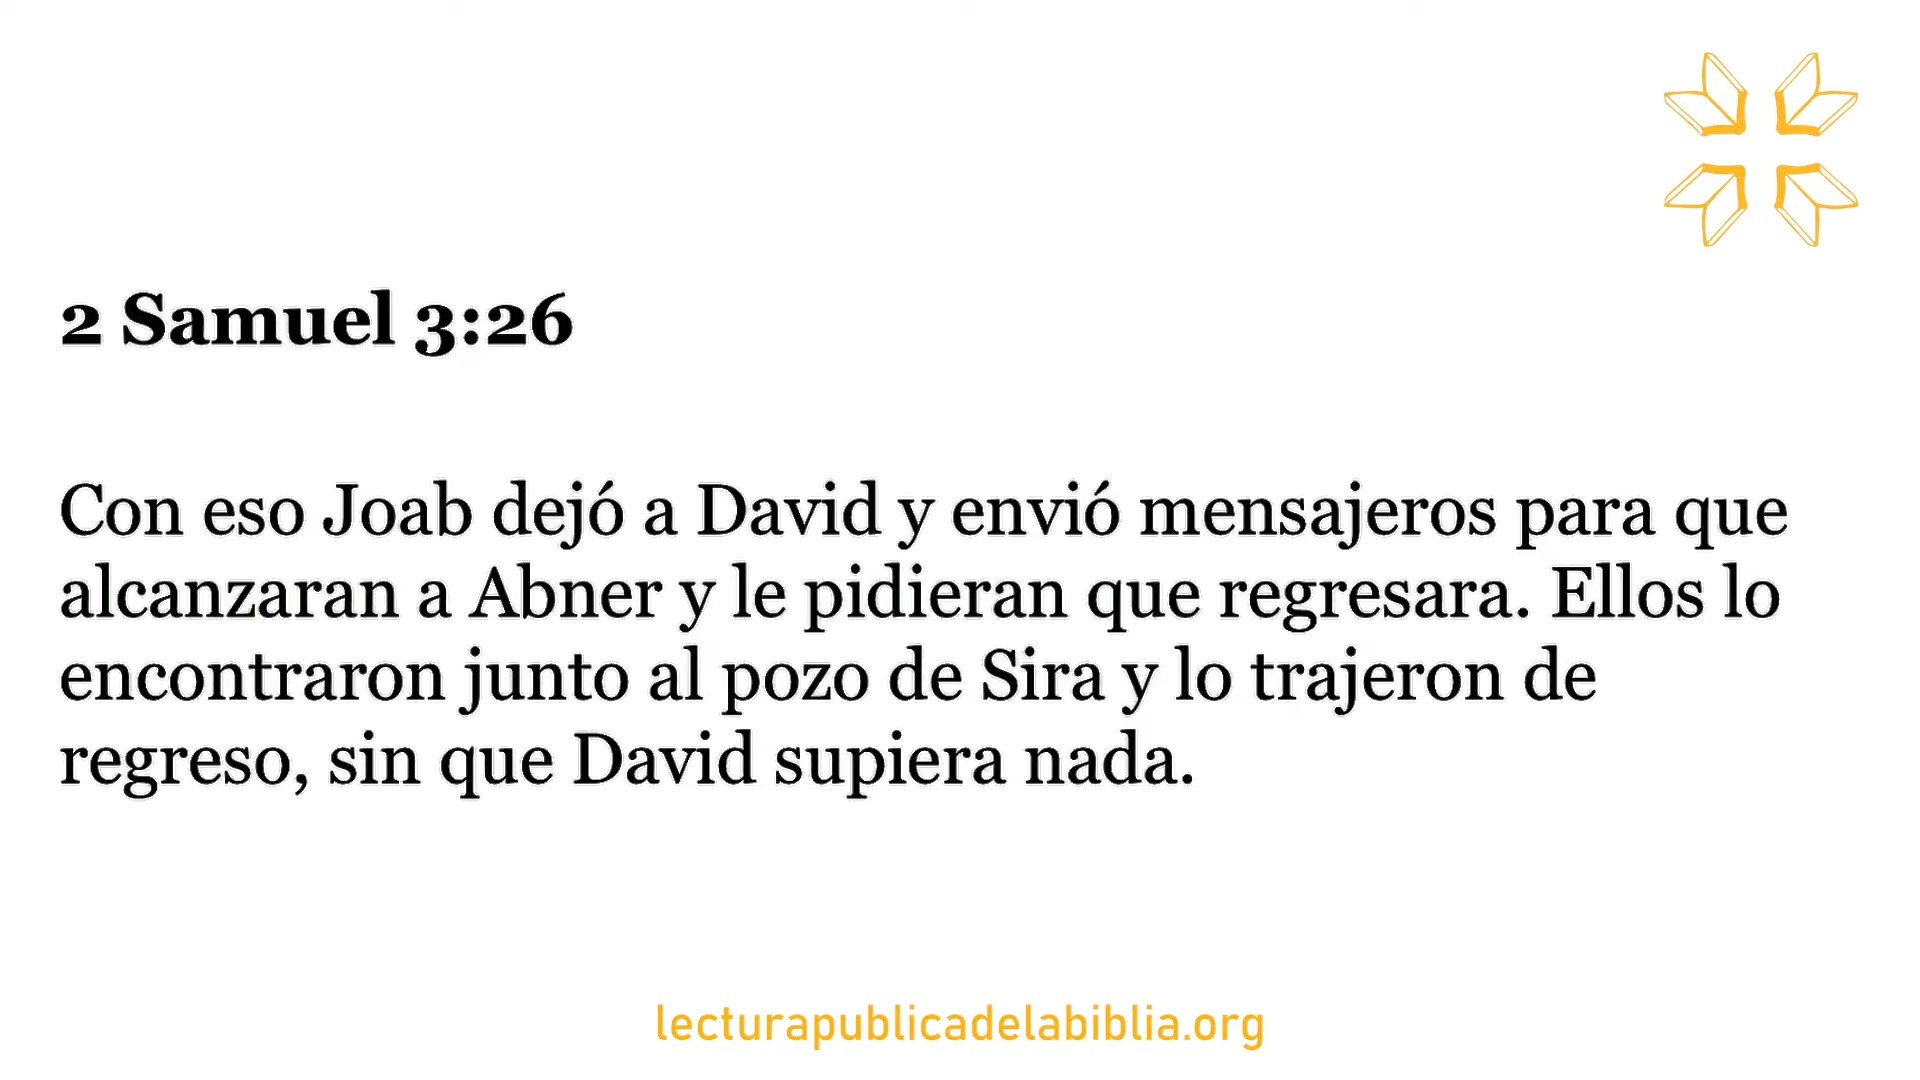 2 Samuel 3:26
Con eso Joab dejó a David y envió mensajeros para que
alcanzaran a Abner y le pidieran que regresara. Ellos lo
encontraron junto al pozo de Sira y lo trajeron de
regreso, sin que David supiera nada.
lecturapublicadelabiblia.org